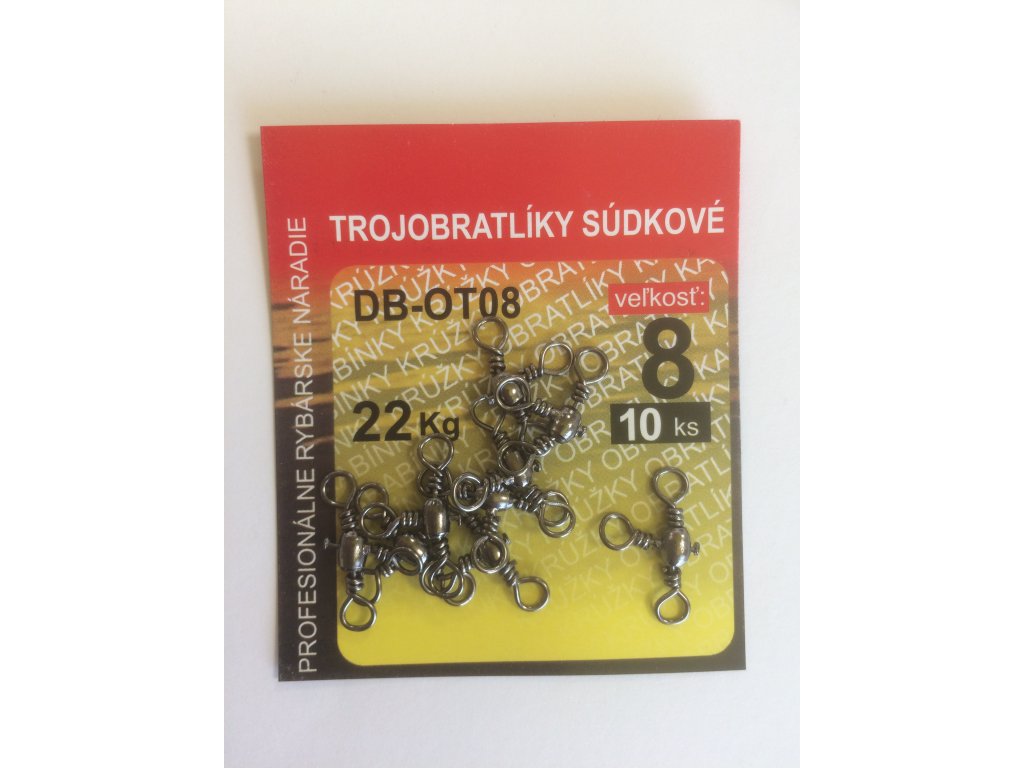 TROJOBRATLÍKY SÚDKOVÉ
PROFESIONÁLNE RYBÁRSKE NÁRADIE
DB-OT08
veľkosť:
8
22 Kg
10 ks